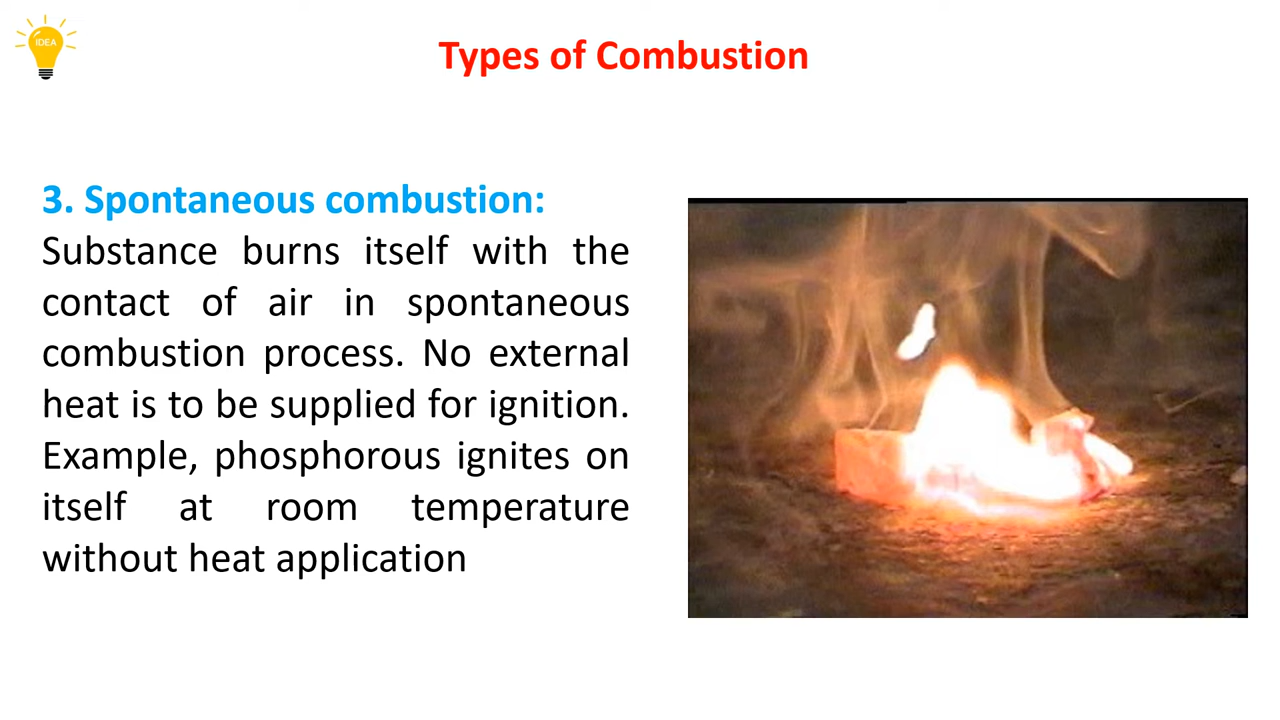 IDEA
Types of Combustion
3. Spontaneous combustion:
Substance burns itself with the
contact of air in spontaneous
combustion process. No external
heat is to be supplied for ignition.
Example, phosphorous ignites on
itself at room temperature
without heat application